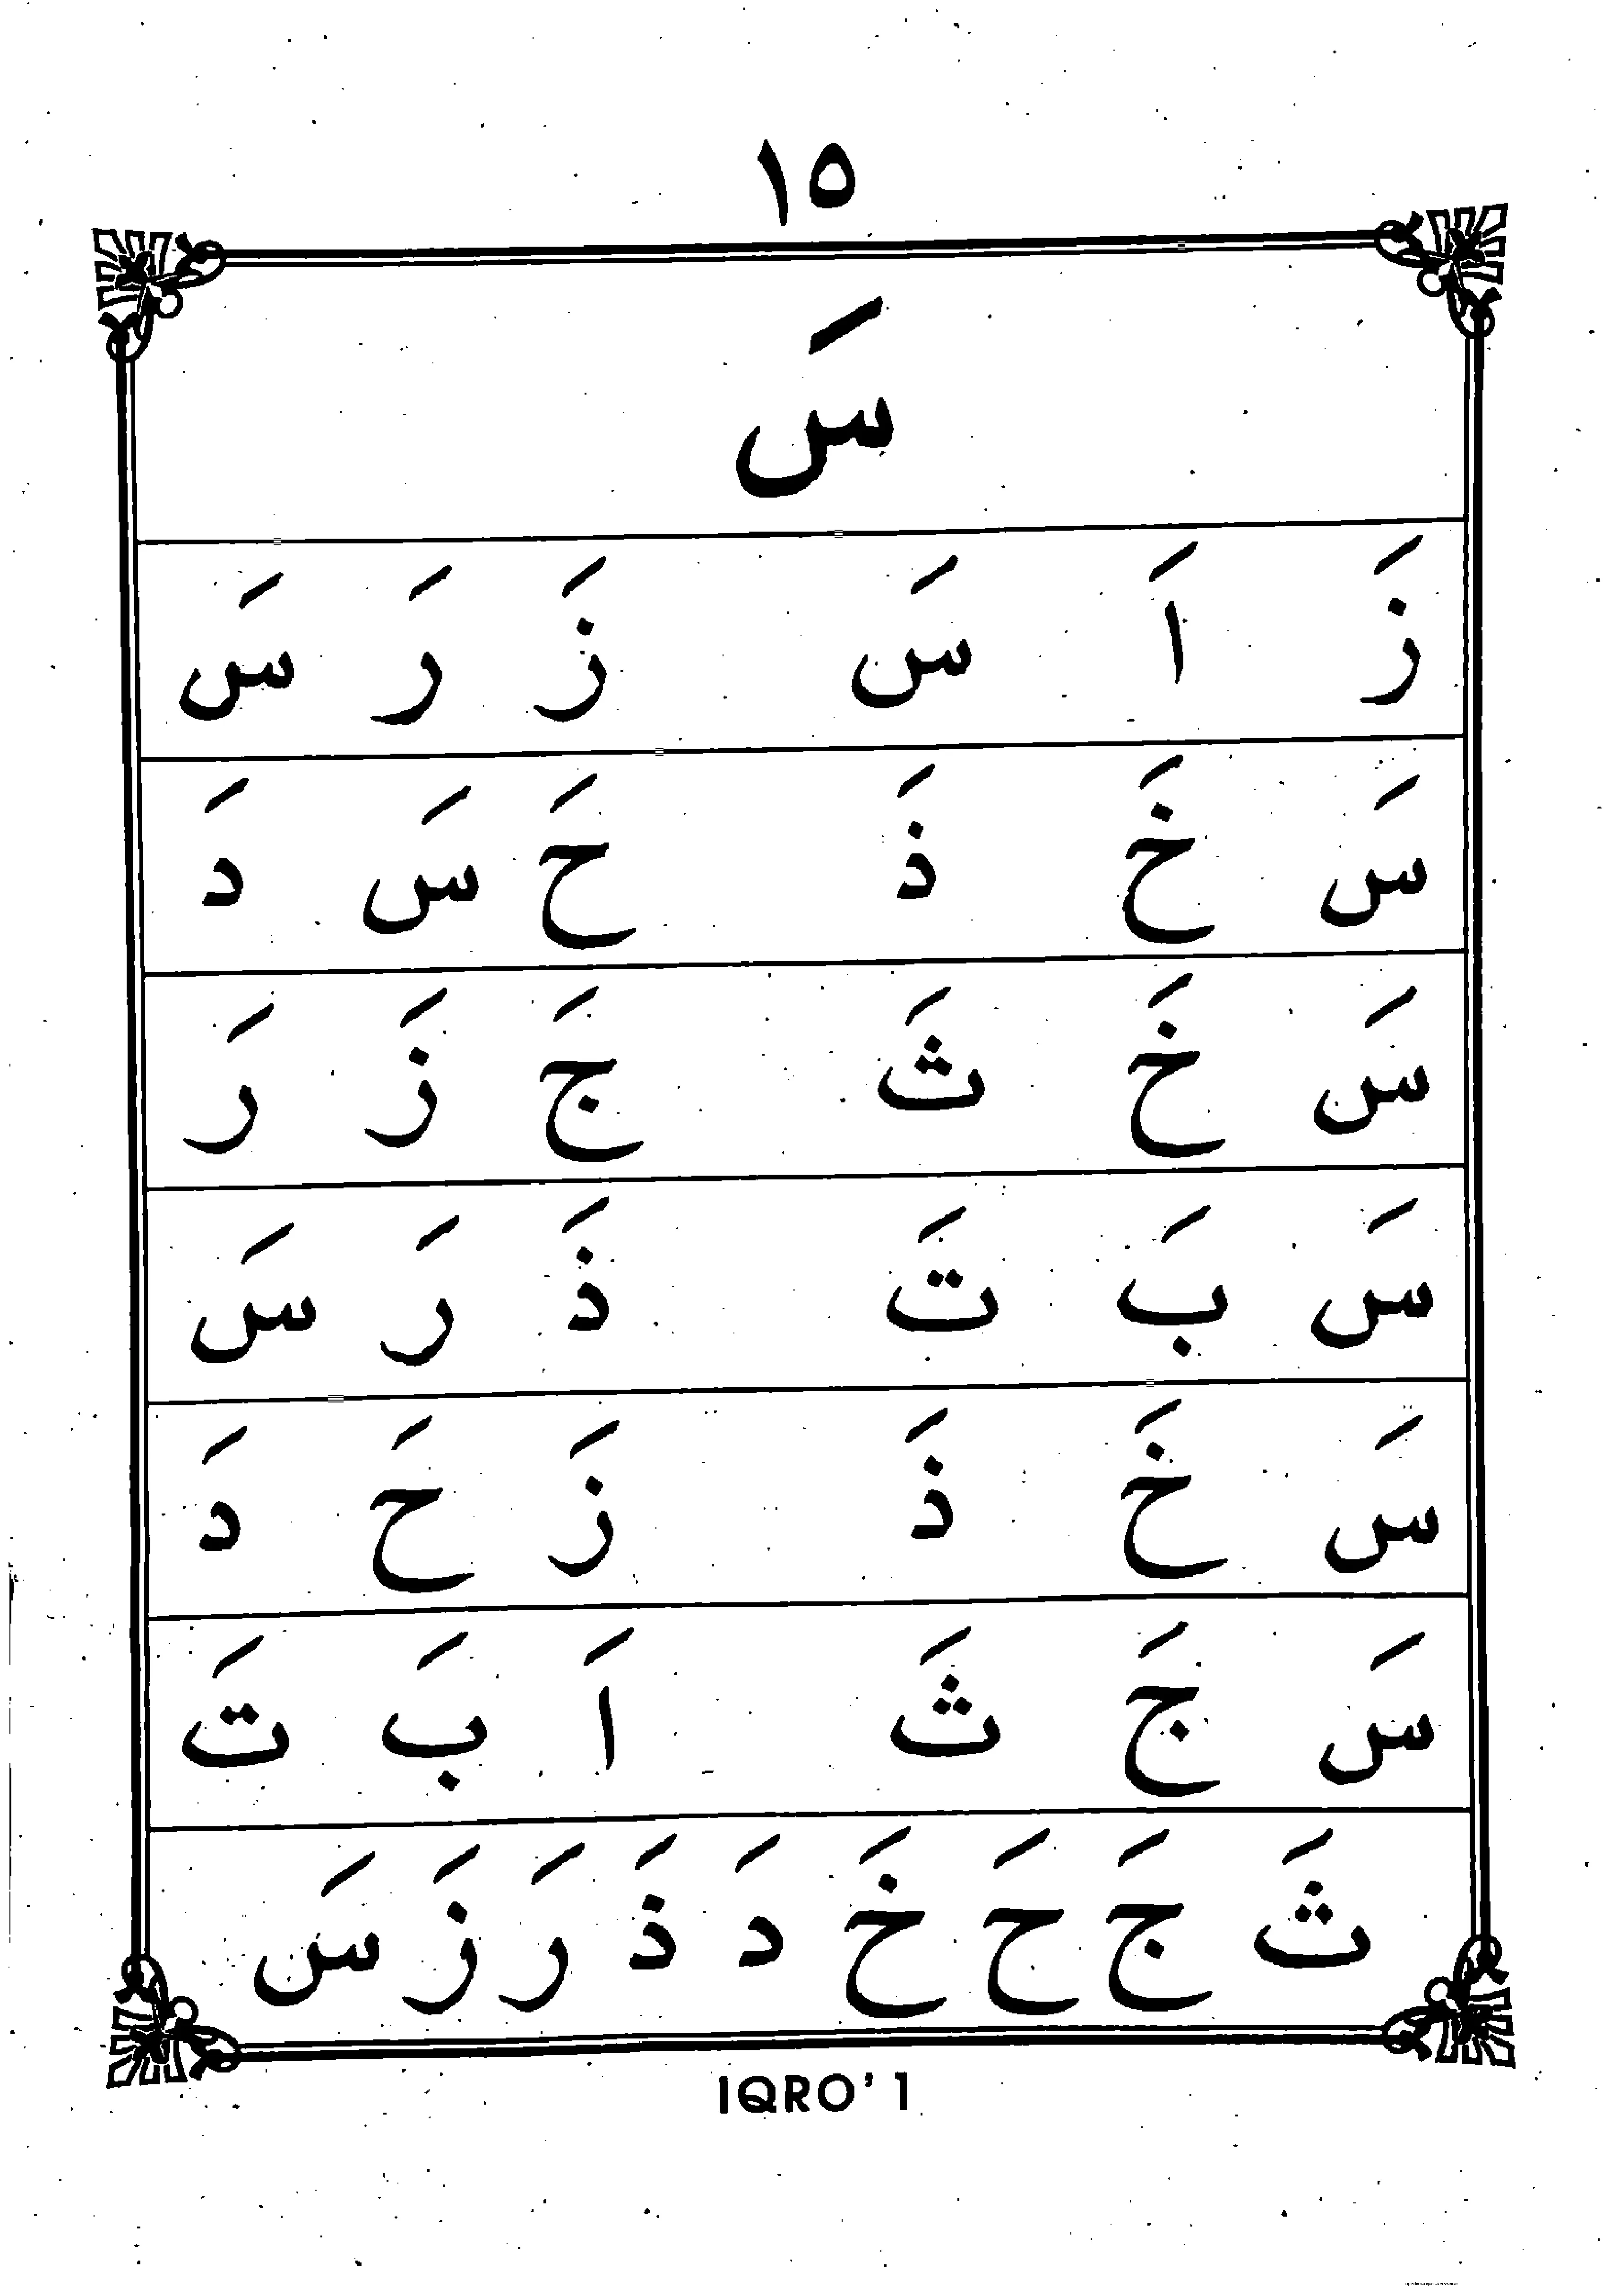 ١٥
سَ
زَ اَ سَ زَ رَ سَ
سَ خَ ذَ حَ سَ دَ
سَ خَ ثَ جَ زَ رَ
سَ بَ تَ ذَ رَ سَ
سَ خَ ذَ زَ حَ دَ
سَ جَ ثَ اَ بَ تَ
ثَ جَ حَ خَ دَ ذَ رَ زَ سَ
IQRO' 1